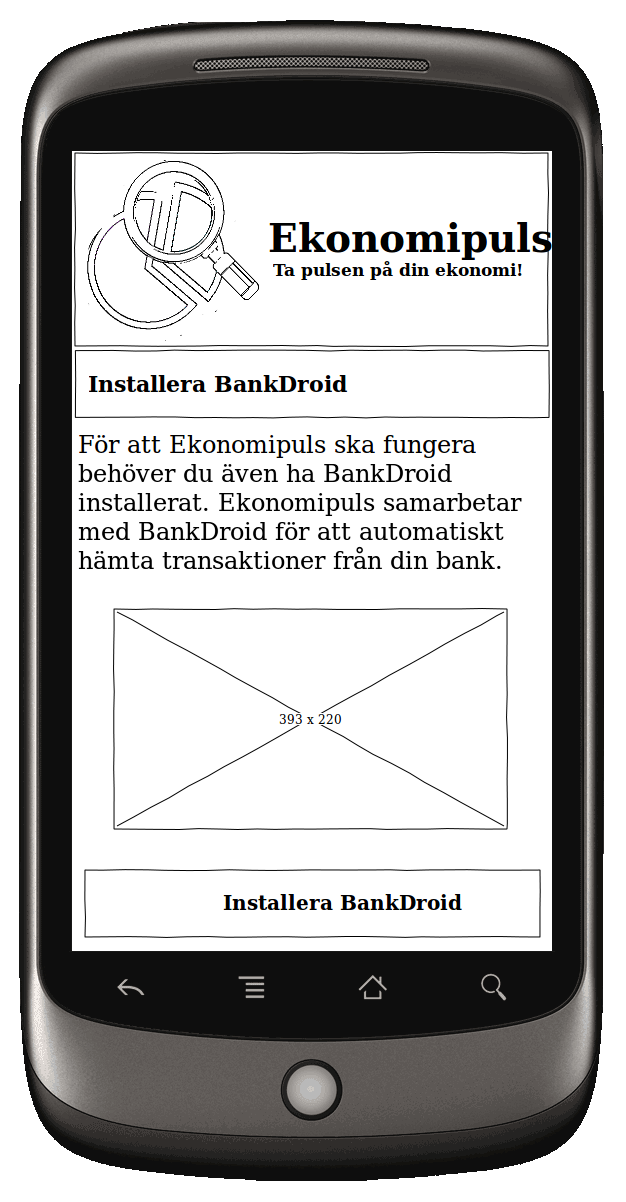 Ekonomipuls
Ta pulsen på din ekonomi!
Installera BankDroid
För att Ekonomipuls ska fungera
behöver du även ha BankDroid
installerat. Ekonomipuls samarbetar
med BankDroid för att automatiskt
hämta transaktioner från din bank.
393 x 220
Installera BankDroid